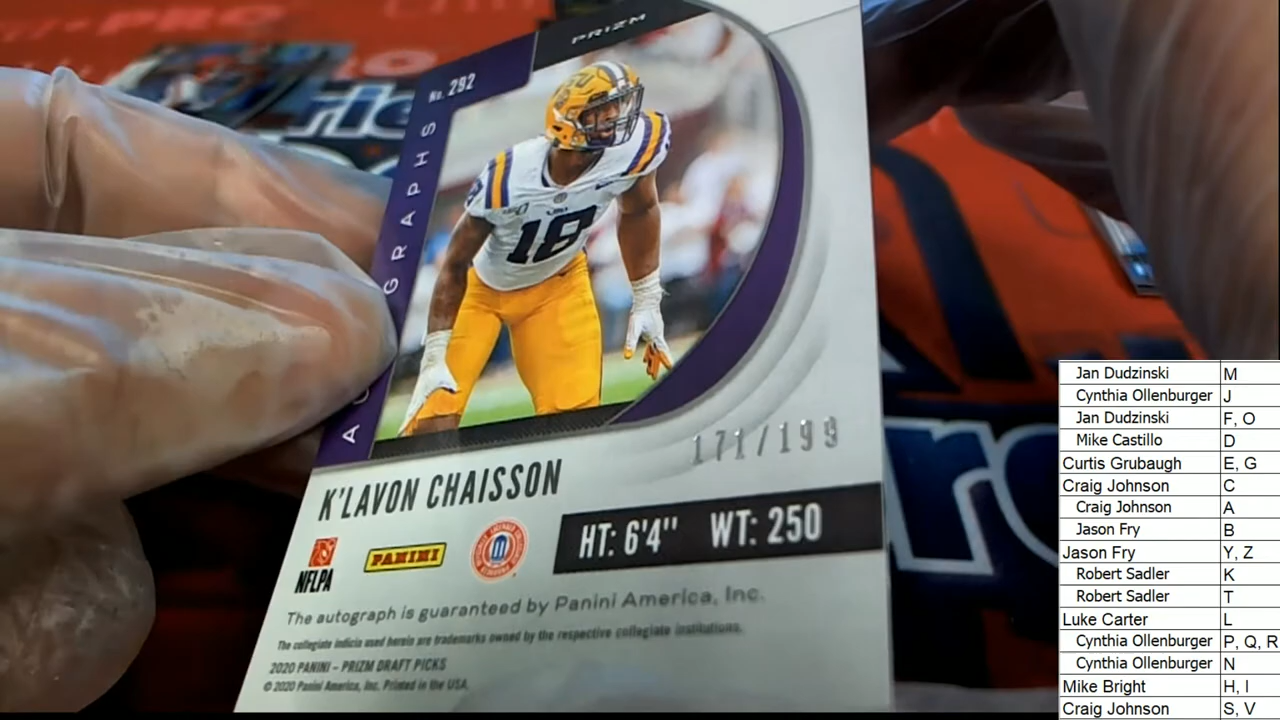 PRIZM
No. 292
GRAPHS
LSU
18
171/199
K'LAVON CHAISSON
HT: 6'4" WT: 250
NFLPA
PANINI
The autograph is guaranteed by Panini America, Inc.
The collegiate indicia used herein are trademarks owned by the respective collegiate institutions.
2020 PANINI – PRIZM DRAFT PICKS
© 2020 Panini America, Inc. Printed in the USA.
Jan Dudzinski M
Cynthia Ollenburger J
Jan Dudzinski F, O
Mike Castillo D
Curtis Grubaugh E, G
Craig Johnson C
Craig Johnson A
Jason Fry B
Jason Fry Y, Z
Robert Sadler K
Robert Sadler T
Luke Carter L
Cynthia Ollenburger P, Q, R
Cynthia Ollenburger N
Mike Bright H, I
Craig Johnson S, V